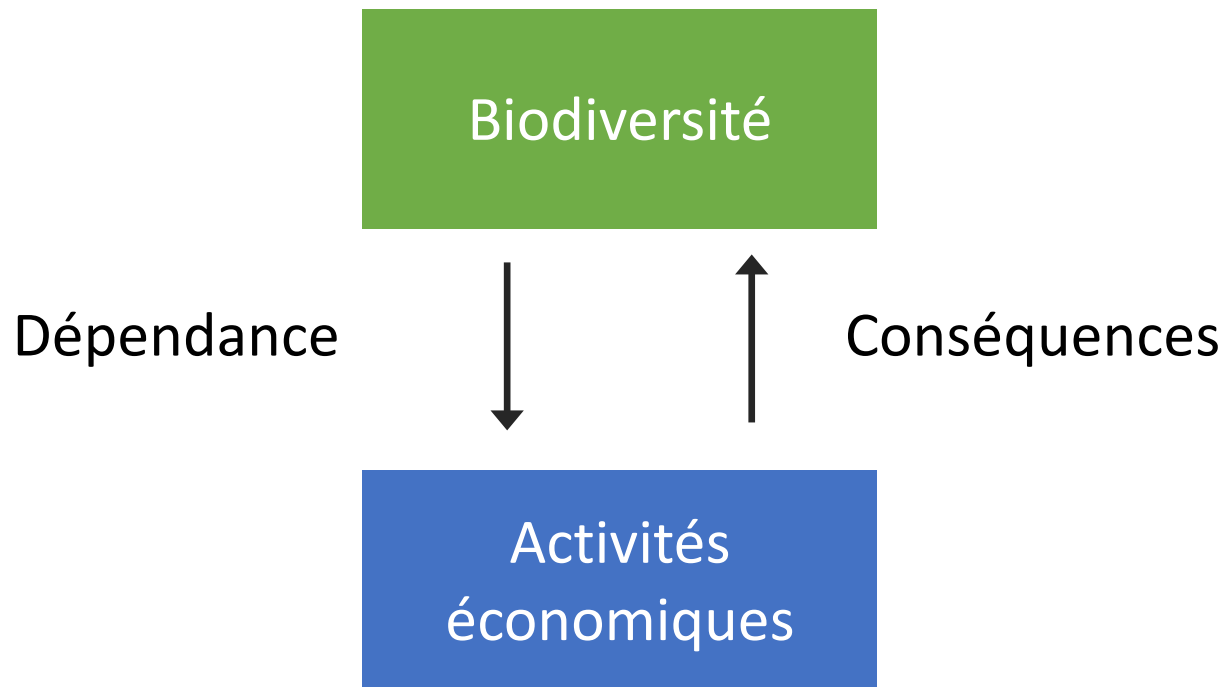 Biodiversité
Dépendance
Conséquences
Activités
économiques